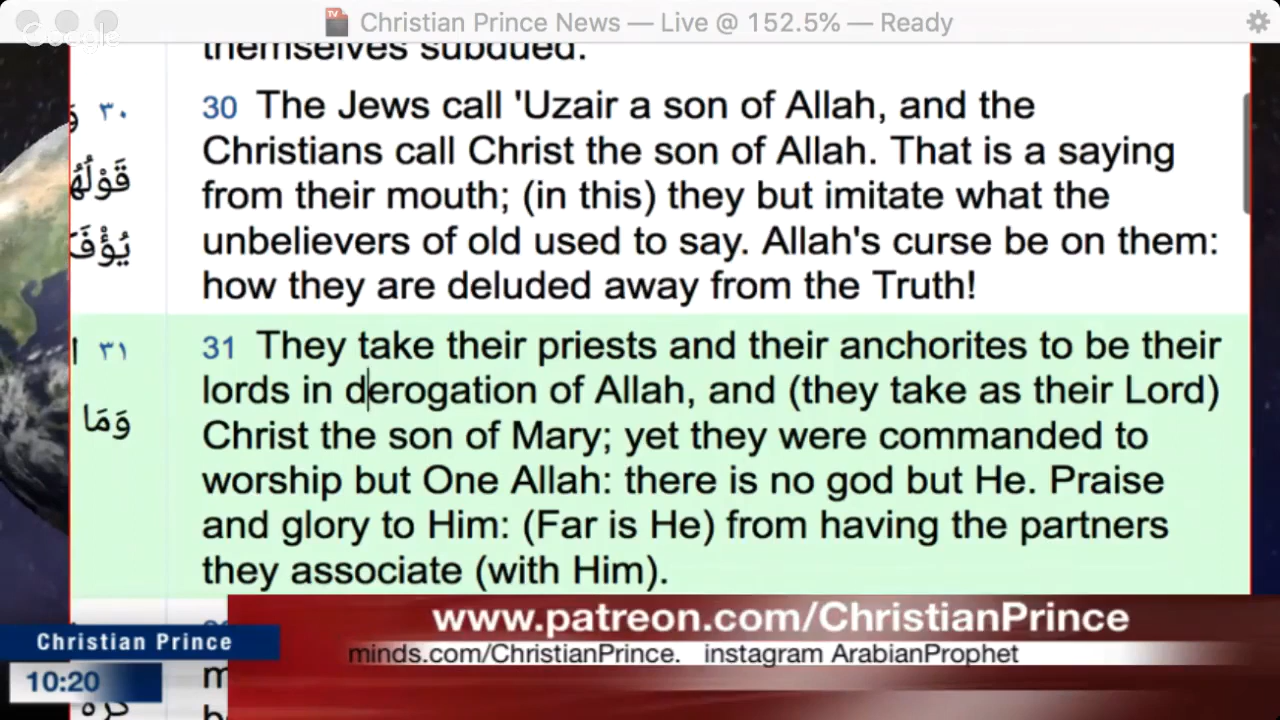 Christian Prince News — Live @ 152.5% — Ready
Google
themselves subdued.
30 The Jews call 'Uzair a son of Allah, and the
٣٠
Christians call Christ the son of Allah. That is a saying
from their mouth; (in this) they but imitate what the
unbelievers of old used to say. Allah's curse be on them:
how they are deluded away from the Truth!
31 They take their priests and their anchorites to be their
٣١
lords in derogation of Allah, and (they take as their Lord)
وَمَا
Christ the son of Mary; yet they were commanded to
worship but One Allah: there is no god but He. Praise
and glory to Him: (Far is He) from having the partners
they associate (with Him).
www.patreon.com/ChristianPrince
Christian Prince
minds.com/ChristianPrince. instagram ArabianProphet
10:20